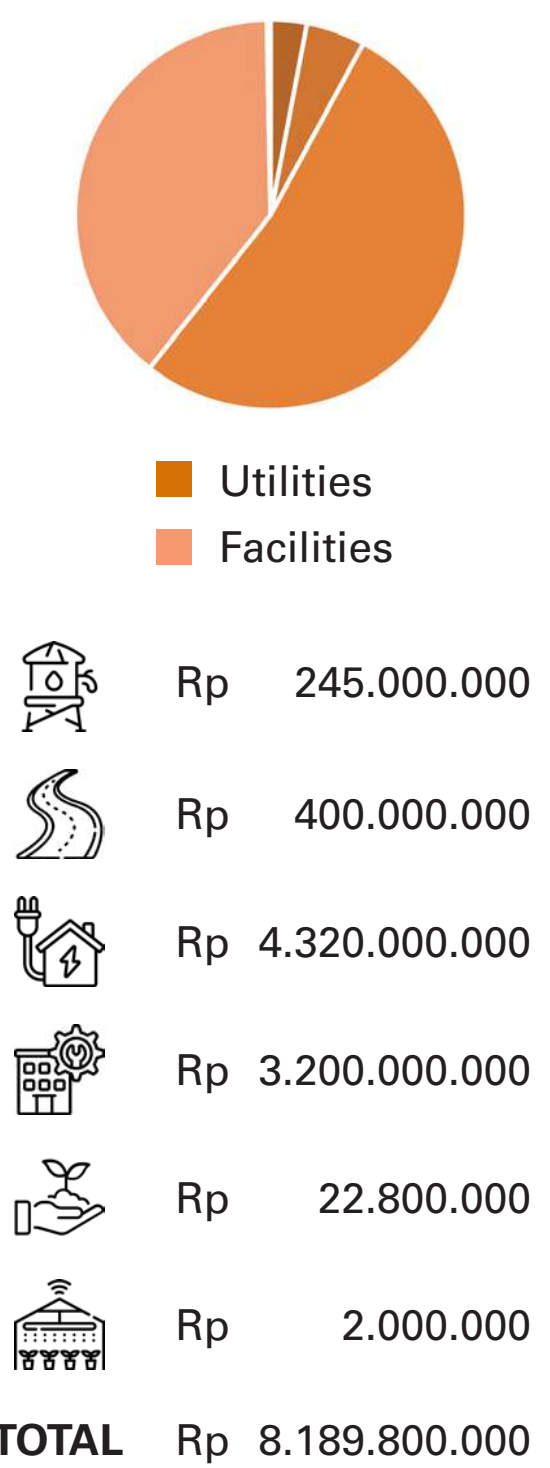 Utilities
Facilities
Rp 245.000.000
Rp 400.000.000
Rp 4.320.000.000
Rp 3.200.000.000
Rp 22.800.000
Rp 2.000.000
TOTAL Rp 8.189.800.000